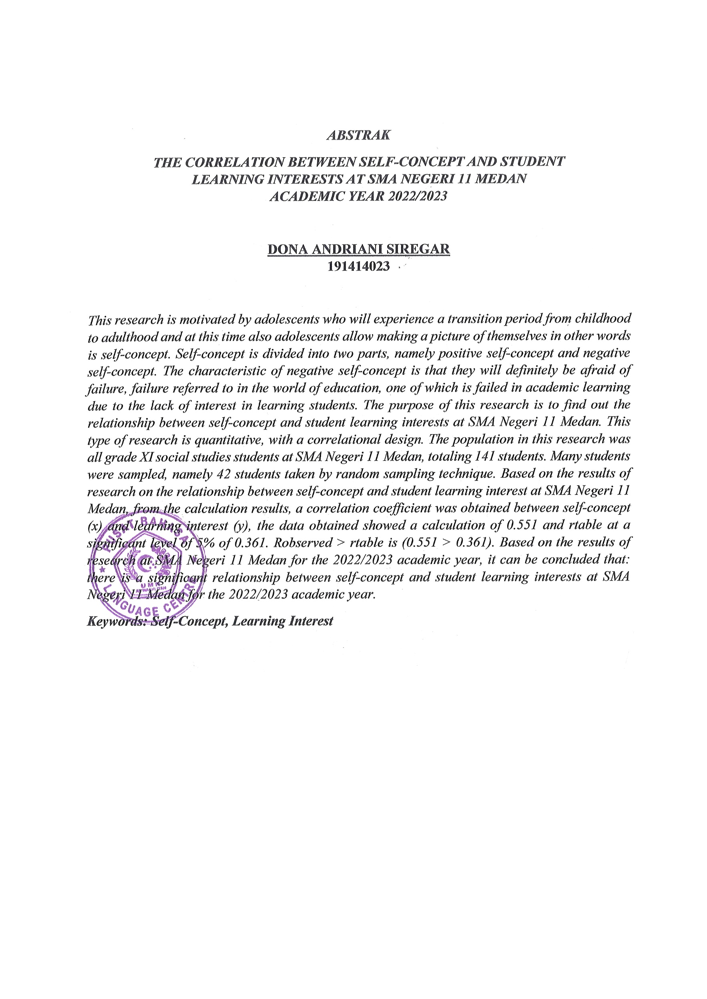 ABSTRAK
THE CORRELATION BETWEEN SELF-CONCEPT AND STUDENT
LEARNING INTERESTS AT SMA NEGERI 11 MEDAN
ACADEMIC YEAR 2022/2023
DONA ANDRIANI SIREGAR
191414023
This research is motivated by adolescents who will experience a transition period from childhood
to adulthood and at this time also adolescents allow making a picture of themselves in other words
is self-concept. Self-concept is divided into two parts, namely positive self-concept and negative
self-concept. The characteristic of negative self-concept is that they will definitely be afraid of
failure, failure referred to in the world of education, one of which is failed in academic learning
due to the lack of interest in learning students. The purpose of this research is to find out the
relationship between self-concept and student learning interests at SMA Negeri 11 Medan. This
type of research is quantitative, with a correlational design. The population in this research was
all grade XI social studies students at SMA Negeri 11 Medan, totaling 141 students. Many students
were sampled, namely 42 students taken by random sampling technique. Based on the results of
research on the relationship between self-concept and student learning interest at SMA Negeri 11
Medan, from the calculation results, a correlation coefficient was obtained between self-concept
(x) and learning interest (y), the data obtained showed a calculation of 0.551 and rtable at a
significant level of 5% of 0.361. Robserved > rtable is (0.551 > 0.361). Based on the results of
research at SMA Negeri 11 Medan for the 2022/2023 academic year, it can be concluded that:
there is a significant relationship between self-concept and student learning interests at SMA
Negeri 11 Medan for the 2022/2023 academic year.
Keywords: Self-Concept, Learning Interest
PUSAT BAHASA
UMN
AL WASHLIYAH
LANGUAGE CENTRE